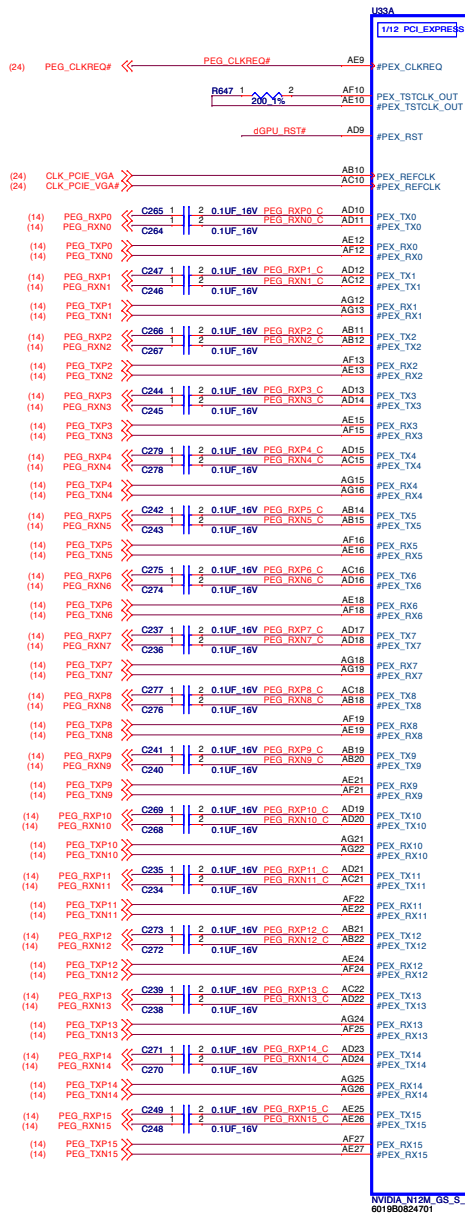 U33A
1/12 PCI_EXPRESS
(24) PEG_CLKREQ# PEG_CLKREQ# AE9 #PEX_CLKREQ
R647 1 2 AF10 PEX_TSTCLK_OUT
200_1% AE10 #PEX_TSTCLK_OUT
dGPU_RST# AD9 #PEX_RST
(24) CLK_PCIE_VGA AB10 PEX_REFCLK
(24) CLK_PCIE_VGA# AC10 #PEX_REFCLK
(14) PEG_RXP0 C265 1 2 0.1UF_16V PEG_RXP0_C AD10 PEX_TX0
(14) PEG_RXN0 C264 1 2 0.1UF_16V PEG_RXN0_C AD11 #PEX_TX0
(14) PEG_TXP0 AE12 PEX_RX0
(14) PEG_TXN0 AF12 #PEX_RX0
(14) PEG_RXP1 C247 1 2 0.1UF_16V PEG_RXP1_C AD12 PEX_TX1
(14) PEG_RXN1 C246 1 2 0.1UF_16V PEG_RXN1_C AC12 #PEX_TX1
(14) PEG_TXP1 AG12 PEX_RX1
(14) PEG_TXN1 AG13 #PEX_RX1
(14) PEG_RXP2 C266 1 2 0.1UF_16V PEG_RXP2_C AB11 PEX_TX2
(14) PEG_RXN2 C267 1 2 0.1UF_16V PEG_RXN2_C AB12 #PEX_TX2
(14) PEG_TXP2 AF13 PEX_RX2
(14) PEG_TXN2 AE13 #PEX_RX2
(14) PEG_RXP3 C244 1 2 0.1UF_16V PEG_RXP3_C AD13 PEX_TX3
(14) PEG_RXN3 C245 1 2 0.1UF_16V PEG_RXN3_C AD14 #PEX_TX3
(14) PEG_TXP3 AE15 PEX_RX3
(14) PEG_TXN3 AF15 #PEX_RX3
(14) PEG_RXP4 C279 1 2 0.1UF_16V PEG_RXP4_C AD15 PEX_TX4
(14) PEG_RXN4 C278 1 2 0.1UF_16V PEG_RXN4_C AC15 #PEX_TX4
(14) PEG_TXP4 AG15 PEX_RX4
(14) PEG_TXN4 AG16 #PEX_RX4
(14) PEG_RXP5 C242 1 2 0.1UF_16V PEG_RXP5_C AB14 PEX_TX5
(14) PEG_RXN5 C243 1 2 0.1UF_16V PEG_RXN5_C AB15 #PEX_TX5
(14) PEG_TXP5 AF16 PEX_RX5
(14) PEG_TXN5 AE16 #PEX_RX5
(14) PEG_RXP6 C275 1 2 0.1UF_16V PEG_RXP6_C AC16 PEX_TX6
(14) PEG_RXN6 C274 1 2 0.1UF_16V PEG_RXN6_C AD16 #PEX_TX6
(14) PEG_TXP6 AE18 PEX_RX6
(14) PEG_TXN6 AF18 #PEX_RX6
(14) PEG_RXP7 C237 1 2 0.1UF_16V PEG_RXP7_C AD17 PEX_TX7
(14) PEG_RXN7 C236 1 2 0.1UF_16V PEG_RXN7_C AD18 #PEX_TX7
(14) PEG_TXP7 AG18 PEX_RX7
(14) PEG_TXN7 AG19 #PEX_RX7
(14) PEG_RXP8 C277 1 2 0.1UF_16V PEG_RXP8_C AC18 PEX_TX8
(14) PEG_RXN8 C276 1 2 0.1UF_16V PEG_RXN8_C AB18 #PEX_TX8
(14) PEG_TXP8 AF19 PEX_RX8
(14) PEG_TXN8 AE19 #PEX_RX8
(14) PEG_RXP9 C241 1 2 0.1UF_16V PEG_RXP9_C AB19 PEX_TX9
(14) PEG_RXN9 C240 1 2 0.1UF_16V PEG_RXN9_C AB20 #PEX_TX9
(14) PEG_TXP9 AE21 PEX_RX9
(14) PEG_TXN9 AF21 #PEX_RX9
(14) PEG_RXP10 C269 1 2 0.1UF_16V PEG_RXP10_C AD19 PEX_TX10
(14) PEG_RXN10 C268 1 2 0.1UF_16V PEG_RXN10_C AD20 #PEX_TX10
(14) PEG_TXP10 AG21 PEX_RX10
(14) PEG_TXN10 AG22 #PEX_RX10
(14) PEG_RXP11 C235 1 2 0.1UF_16V PEG_RXP11_C AD21 PEX_TX11
(14) PEG_RXN11 C234 1 2 0.1UF_16V PEG_RXN11_C AC21 #PEX_TX11
(14) PEG_TXP11 AF22 PEX_RX11
(14) PEG_TXN11 AE22 #PEX_RX11
(14) PEG_RXP12 C273 1 2 0.1UF_16V PEG_RXP12_C AB21 PEX_TX12
(14) PEG_RXN12 C272 1 2 0.1UF_16V PEG_RXN12_C AB22 #PEX_TX12
(14) PEG_TXP12 AE24 PEX_RX12
(14) PEG_TXN12 AF24 #PEX_RX12
(14) PEG_RXP13 C239 1 2 0.1UF_16V PEG_RXP13_C AC22 PEX_TX13
(14) PEG_RXN13 C238 1 2 0.1UF_16V PEG_RXN13_C AD22 #PEX_TX13
(14) PEG_TXP13 AG24 PEX_RX13
(14) PEG_TXN13 AF25 #PEX_RX13
(14) PEG_RXP14 C271 1 2 0.1UF_16V PEG_RXP14_C AD23 PEX_TX14
(14) PEG_RXN14 C270 1 2 0.1UF_16V PEG_RXN14_C AD24 #PEX_TX14
(14) PEG_TXP14 AG25 PEX_RX14
(14) PEG_TXN14 AG26 #PEX_RX14
(14) PEG_RXP15 C249 1 2 0.1UF_16V PEG_RXP15_C AE25 PEX_TX15
(14) PEG_RXN15 C248 1 2 0.1UF_16V PEG_RXN15_C AE26 #PEX_TX15
(14) PEG_TXP15 AF27 PEX_RX15
(14) PEG_TXN15 AE27 #PEX_RX15
NVIDIA_N12M_GS_S_
6019B0824701